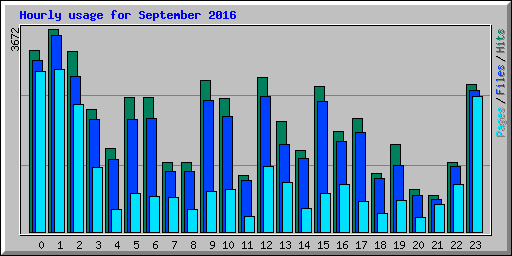 Hourly usage for September 2016
3672
Pages / Files / Hits
0 1 2 3 4 5 6 7 8 9 10 11 12 13 14 15 16 17 18 19 20 21 22 23